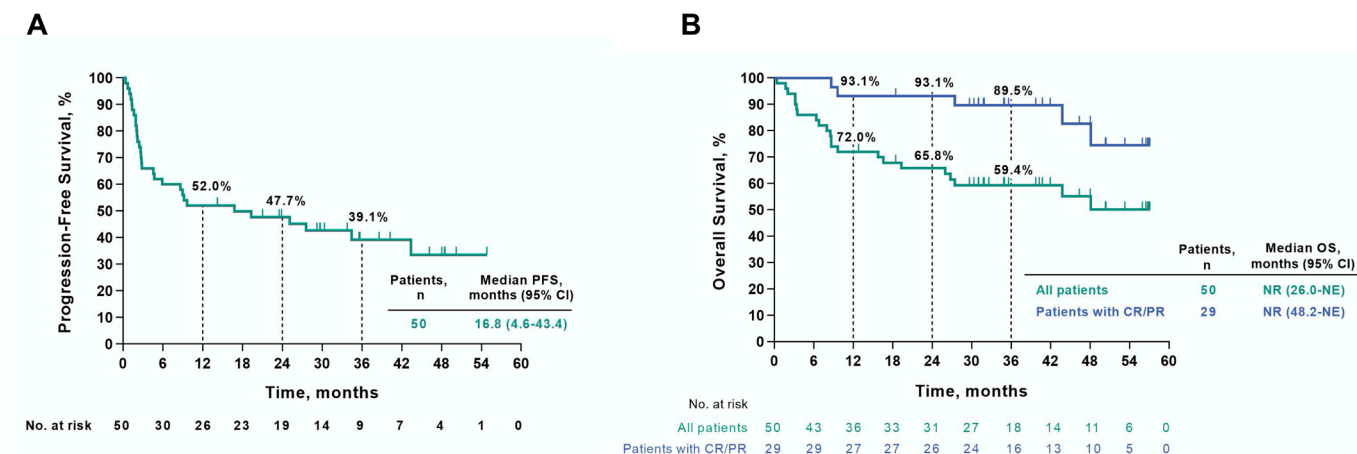 A
Progression-Free Survival, %
100
90
80
70
60
50
40
30
20
10
0
52.0%
47.7%
39.1%
Patients, n
Median PFS, months (95% CI)
50 16.8 (4.6-43.4)
0 6 12 18 24 30 36 42 48 54 60
Time, months
No. at risk 50 30 26 23 19 14 9 7 4 1 0
B
Overall Survival, %
100
90
80
70
60
50
40
30
20
10
0
93.1% 93.1% 89.5%
72.0%
65.8%
59.4%
Patients, n
Median OS, months (95% CI)
All patients 50 NR (26.0-NE)
Patients with CR/PR 29 NR (48.2-NE)
0 6 12 18 24 30 36 42 48 54 60
Time, months
No. at risk
All patients 50 43 36 33 31 27 18 14 11 6 0
Patients with CR/PR 29 29 27 27 26 24 16 13 10 5 0